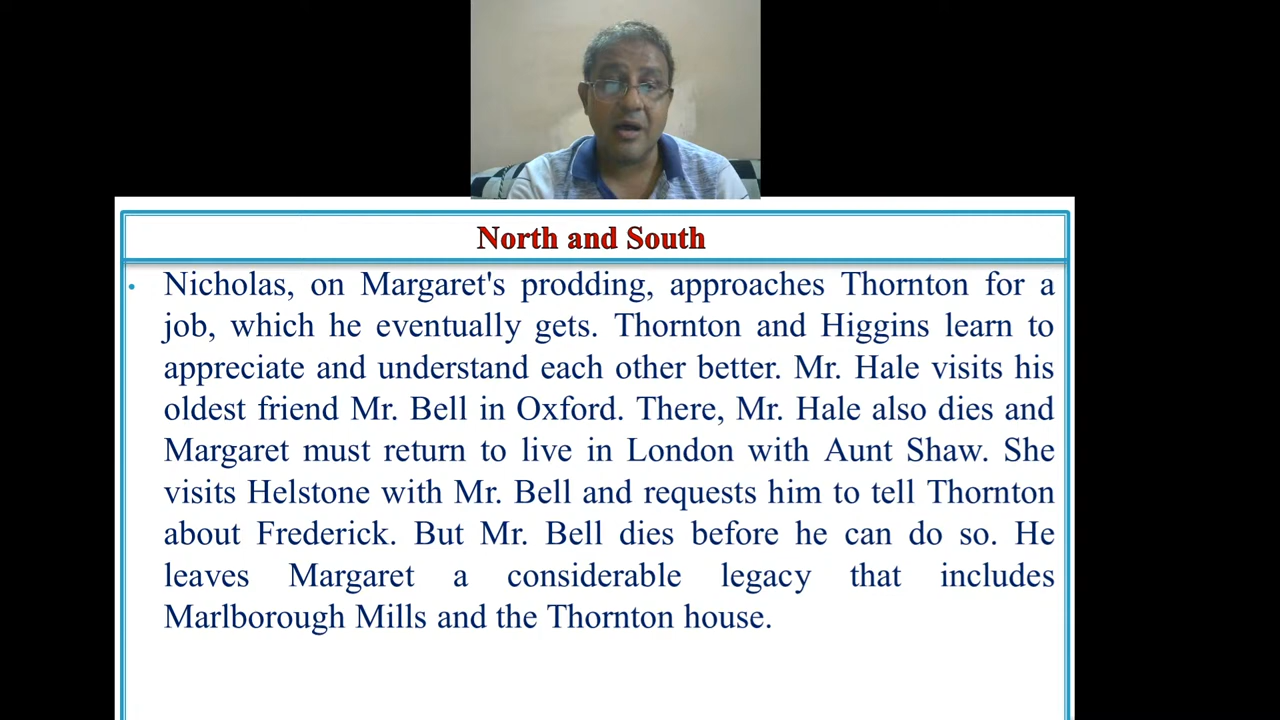 North and South
• Nicholas, on Margaret's prodding, approaches Thornton for a
job, which he eventually gets. Thornton and Higgins learn to
appreciate and understand each other better. Mr. Hale visits his
oldest friend Mr. Bell in Oxford. There, Mr. Hale also dies and
Margaret must return to live in London with Aunt Shaw. She
visits Helstone with Mr. Bell and requests him to tell Thornton
about Frederick. But Mr. Bell dies before he can do so. He
leaves Margaret a considerable legacy that includes
Marlborough Mills and the Thornton house.